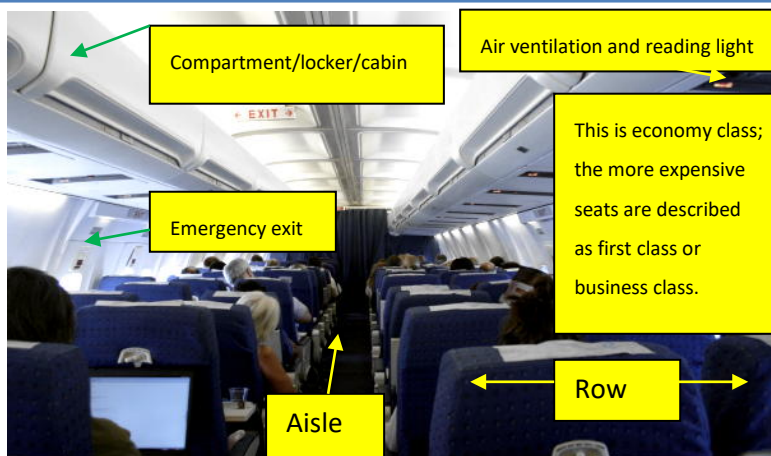 Compartment/locker/cabin
Air ventilation and reading light
EXIT
This is economy class;
the more expensive
seats are described
as first class or
business class.
Emergency exit
Row
Aisle